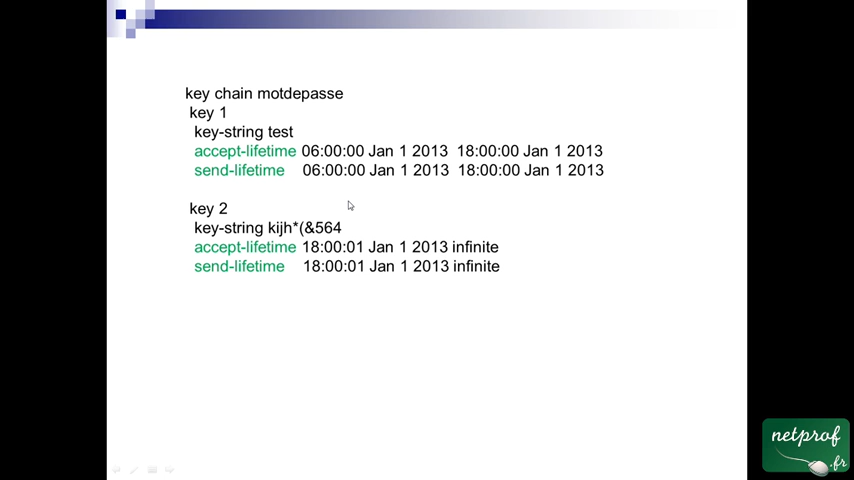 key chain motdepasse
key 1
key-string test
accept-lifetime 06:00:00 Jan 1 2013 18:00:00 Jan 1 2013
send-lifetime 06:00:00 Jan 1 2013 18:00:00 Jan 1 2013
key 2
key-string kijh*(&564
accept-lifetime 18:00:01 Jan 1 2013 infinite
send-lifetime 18:00:01 Jan 1 2013 infinite
netprof
.fr